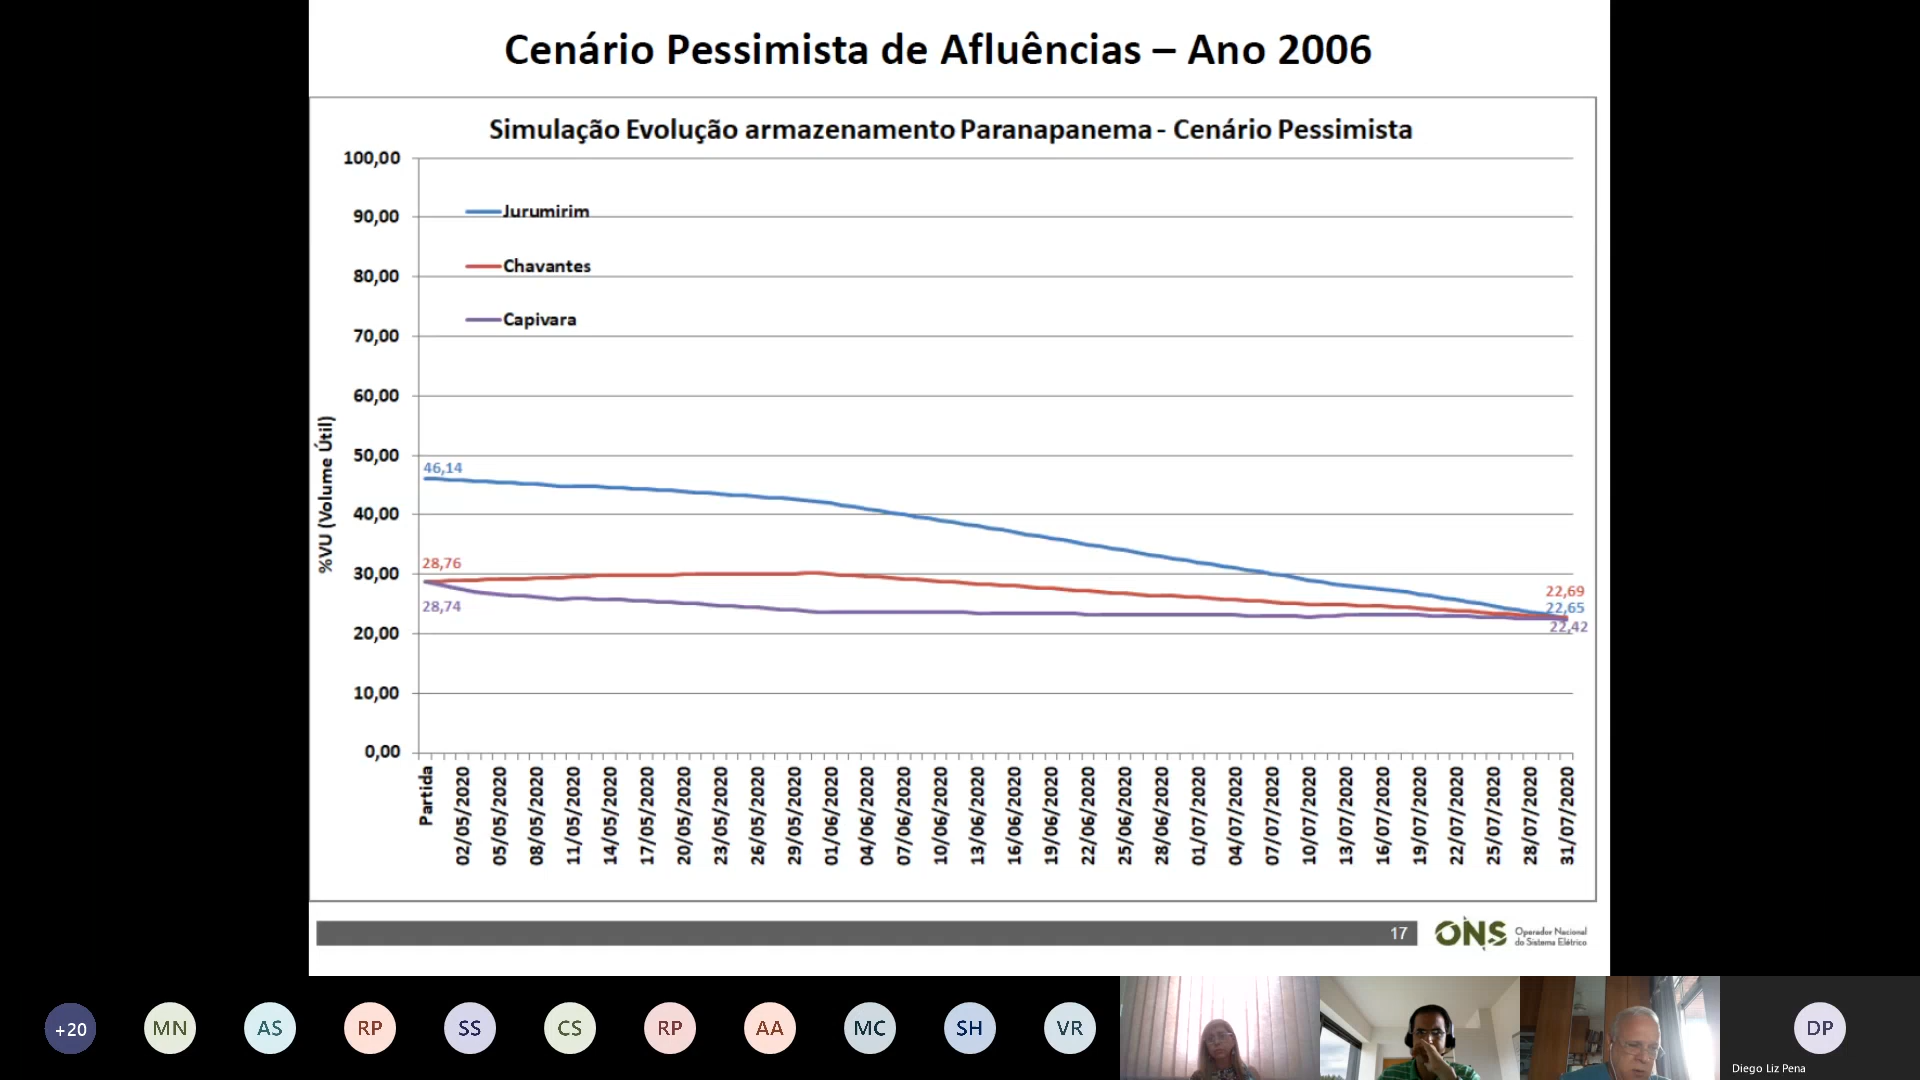 Cenário Pessimista de Afluências – Ano 2006
Simulação Evolução armazenamento Paranapanema - Cenário Pessimista
100,00
90,00
80,00
70,00
60,00
50,00
40,00
30,00
20,00
10,00
0,00
%VU (Volume Útil)
Jurumirim
Chavantes
Capivara
46,14
28,76
28,74
22,69
22,65
22,42
Partida
02/05/2020
05/05/2020
08/05/2020
11/05/2020
14/05/2020
17/05/2020
20/05/2020
23/05/2020
26/05/2020
29/05/2020
01/06/2020
04/06/2020
07/06/2020
10/06/2020
13/06/2020
16/06/2020
19/06/2020
22/06/2020
25/06/2020
28/06/2020
01/07/2020
04/07/2020
07/07/2020
10/07/2020
13/07/2020
16/07/2020
19/07/2020
22/07/2020
25/07/2020
28/07/2020
31/07/2020
17
ONS
Operador Nacional
do Sistema Elétrico
+20
MN
AS
RP
SS
CS
RP
AA
MC
SH
VR
DP
Diego Liz Pena